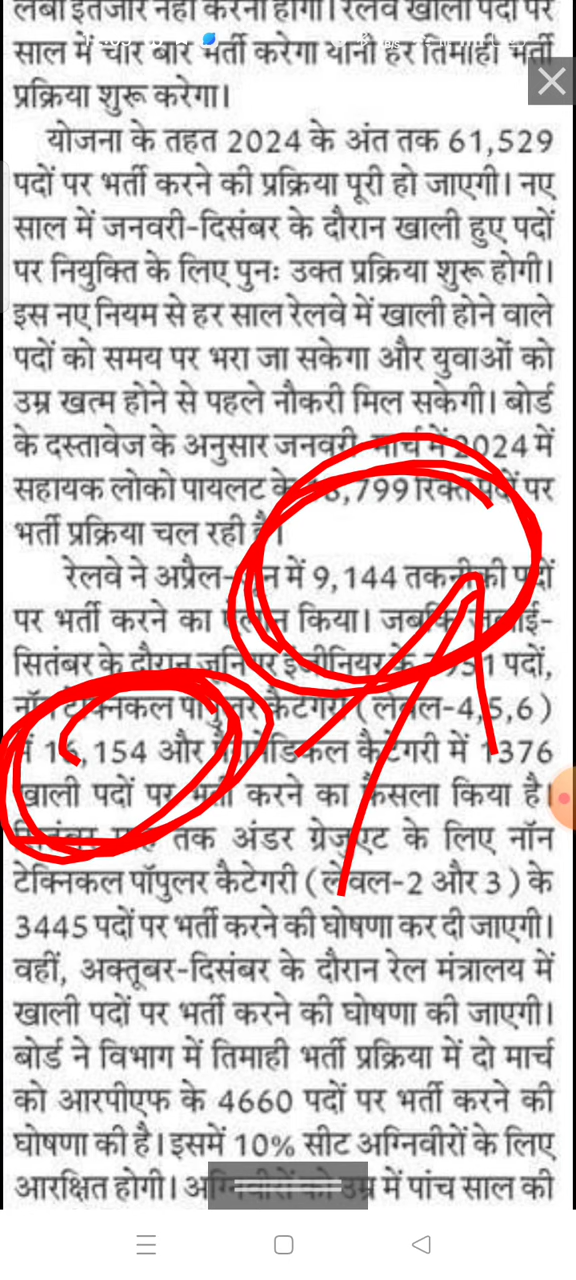 लंबा इंतजार नहीं करना होगा। रेलवे खाली पदों पर
साल में चार बार भर्ती करेगा यानी हर तिमाही भर्ती
प्रक्रिया शुरू करेगा।
योजना के तहत 2024 के अंत तक 61,529
पदों पर भर्ती करने की प्रक्रिया पूरी हो जाएगी। नए
साल में जनवरी-दिसंबर के दौरान खाली हुए पदों
पर नियुक्ति के लिए पुनः उक्त प्रक्रिया शुरू होगी।
इस नए नियम से हर साल रेलवे में खाली होने वाले
पदों को समय पर भरा जा सकेगा और युवाओं को
उम्र खत्म होने से पहले नौकरी मिल सकेगी। बोर्ड
के दस्तावेज के अनुसार जनवरी-मार्च में 2024 में
सहायक लोको पायलट के ,799 रिक्त पदों पर
भर्ती प्रक्रिया चल रही है।
रेलवे ने अप्रैल-जून में 9,144 तकनीकी पदों
पर भर्ती करने का ऐलान किया। जबकि जुलाई-
सितंबर के दौरान जूनियर इंजीनियर के पदों,
नॉन टेक्निकल पॉपुलर कैटेगरी (लेवल-4,5,6)
में ,154 और पैरामेडिकल कैटेगरी में 1376
खाली पदों पर भर्ती करने का फैसला किया है।
सितंबर माह तक अंडर ग्रेजुएट के लिए नॉन
टेक्निकल पॉपुलर कैटेगरी (लेवल-2 और 3) के
3445 पदों पर भर्ती करने की घोषणा कर दी जाएगी।
वहीं, अक्तूबर-दिसंबर के दौरान रेल मंत्रालय में
खाली पदों पर भर्ती करने की घोषणा की जाएगी।
बोर्ड ने विभाग में तिमाही भर्ती प्रक्रिया में दो मार्च
को आरपीएफ के 4660 पदों पर भर्ती करने की
घोषणा की है। इसमें 10% सीट अग्निवीरों के लिए
आरक्षित होगी। अग्निवीरों को उम्र में पांच साल की